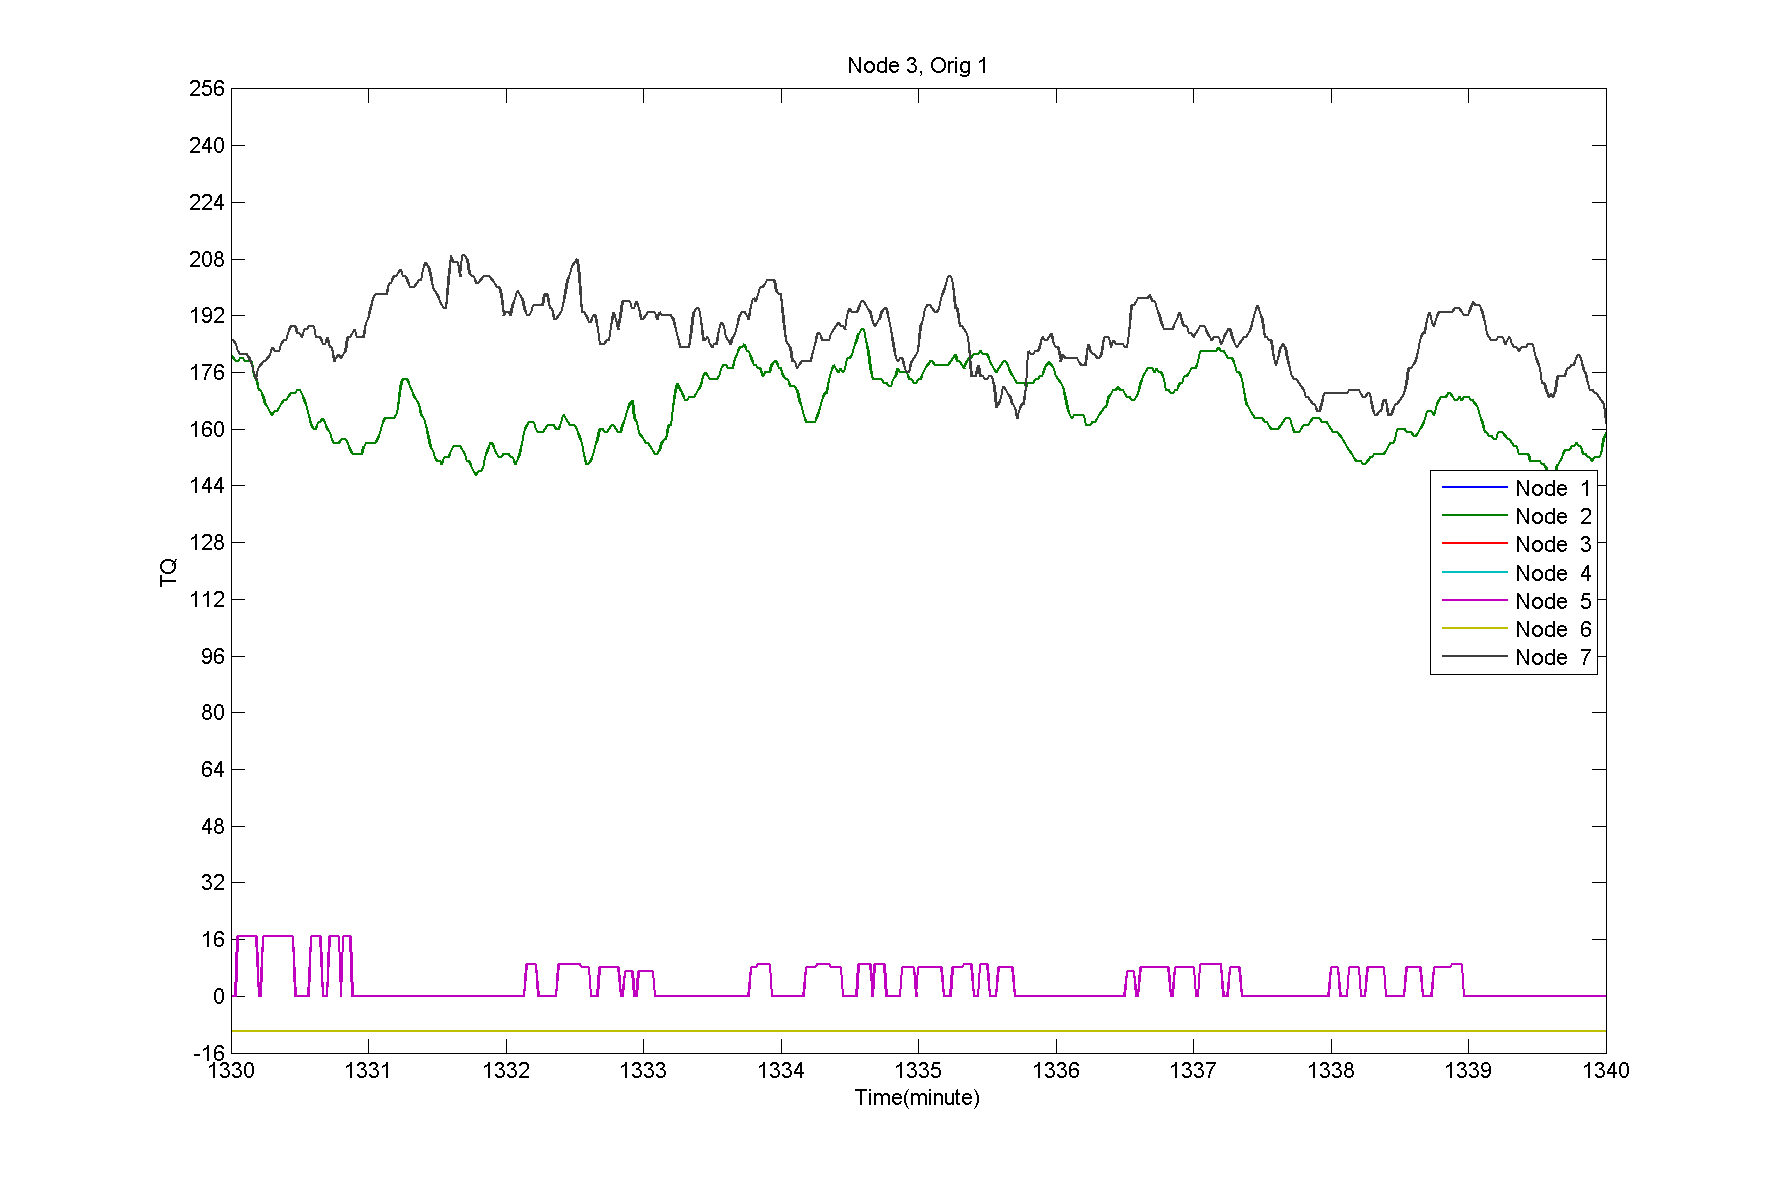 Node 3, Orig 1
256
240
224
208
192
176
160
144
128
112
96
80
64
48
32
16
0
-16
TQ
Node 1
Node 2
Node 3
Node 4
Node 5
Node 6
Node 7
1330 1331 1332 1333 1334 1335 1336 1337 1338 1339 1340
Time(minute)